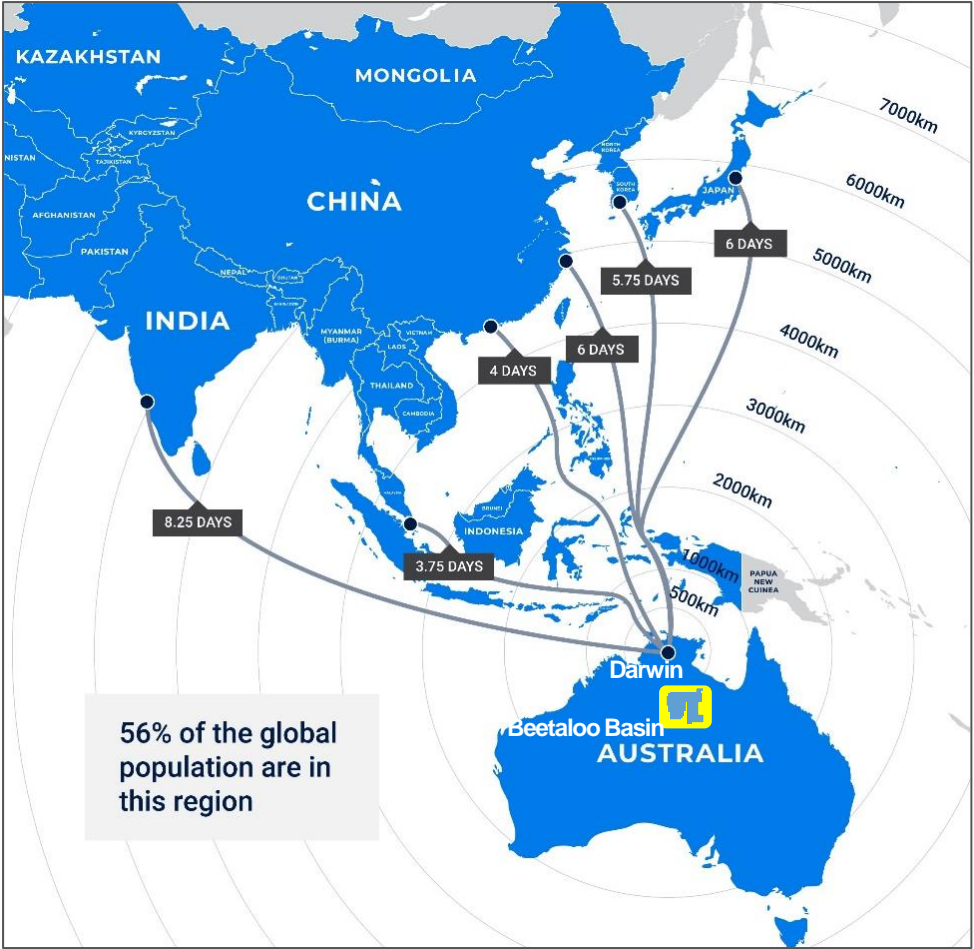 KAZAKHSTAN
MONGOLIA
7000km
KYRGYZSTAN
NISTAN
TAJIKISTAN
NORTH
KOREA
6000km
SOUTH
KOREA
JAPAN
CHINA
AFGHANISTAN
6 DAYS
PAKISTAN
5000km
NEPAL
BHUTAN
5.75 DAYS
INDIA
MYANMAR
(BURMA)
VIETNAM
LAOS
6 DAYS
4000km
4 DAYS
THAILAND
CAMBODIA
3000km
2000km
BRUNEI
8.25 DAYS
INDONESIA
3.75 DAYS
1000km
PAPUA
NEW
GUINEA
500km
Darwin
Beetaloo Basin
AUSTRALIA
56% of the global
population are in
this region